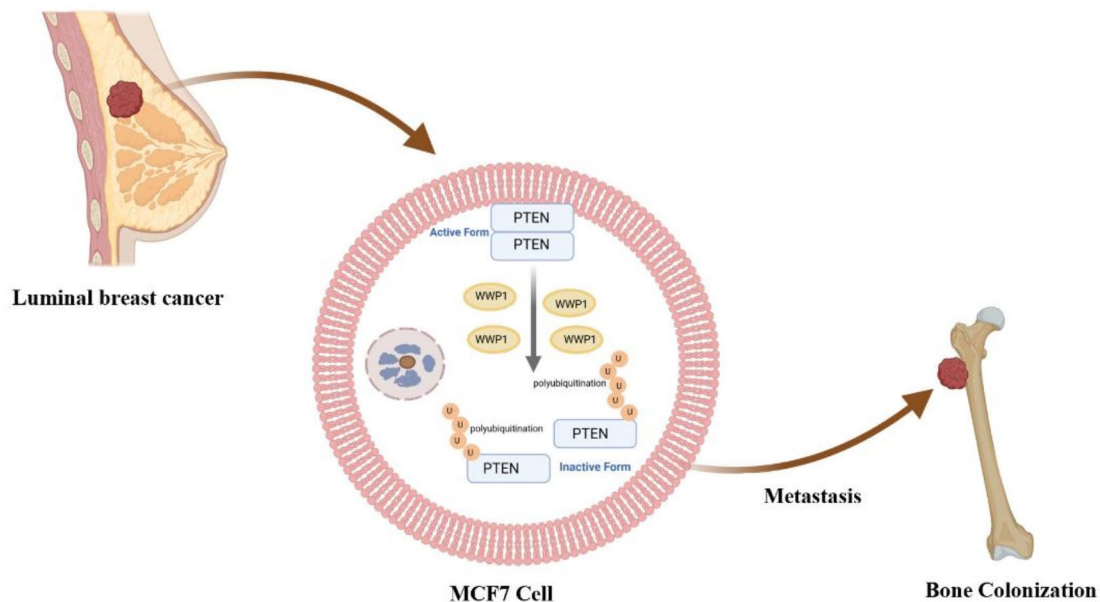 Luminal breast cancer
PTEN
Active Form
PTEN
WWP1
WWP1
WWP1
WWP1
U
U
U
U
U
polyubiquitination
PTEN
U
U
U
U
polyubiquitination
PTEN
Inactive Form
MCF7 Cell
Metastasis
Bone Colonization